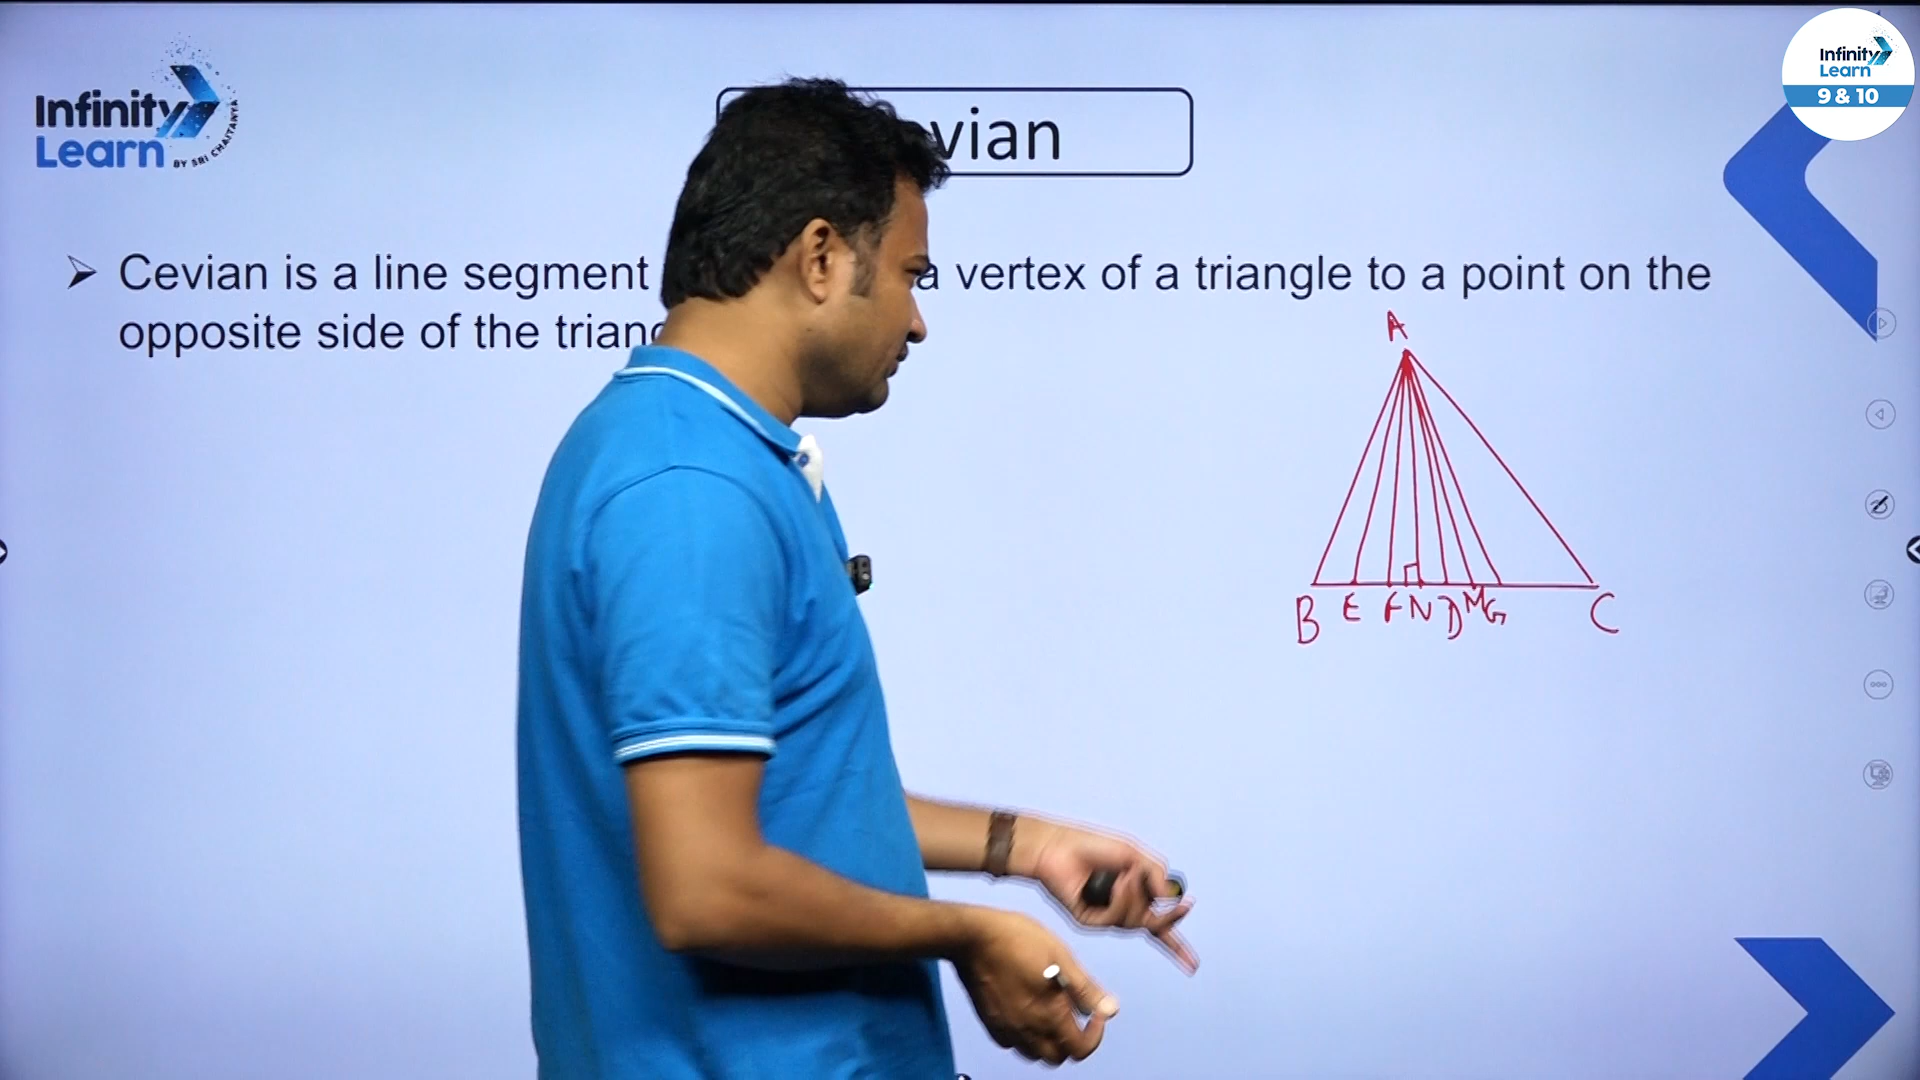 Infinity
Learn
BY SRI CHAITANYA
Infinity
Learn
9 & 10
vian
➢ Cevian is a line segment a vertex of a triangle to a point on the
opposite side of the
A
B E F N D M G C